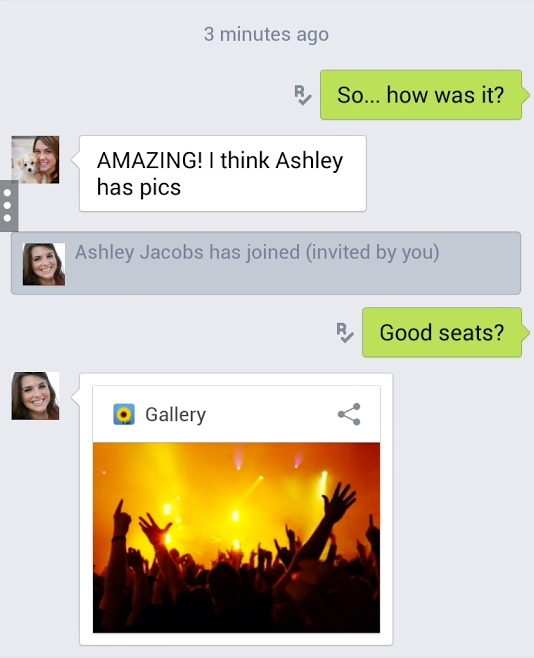 3 minutes ago
R
So... how was it?
AMAZING! I think Ashley
has pics
Ashley Jacobs has joined (invited by you)
R
Good seats?
Gallery